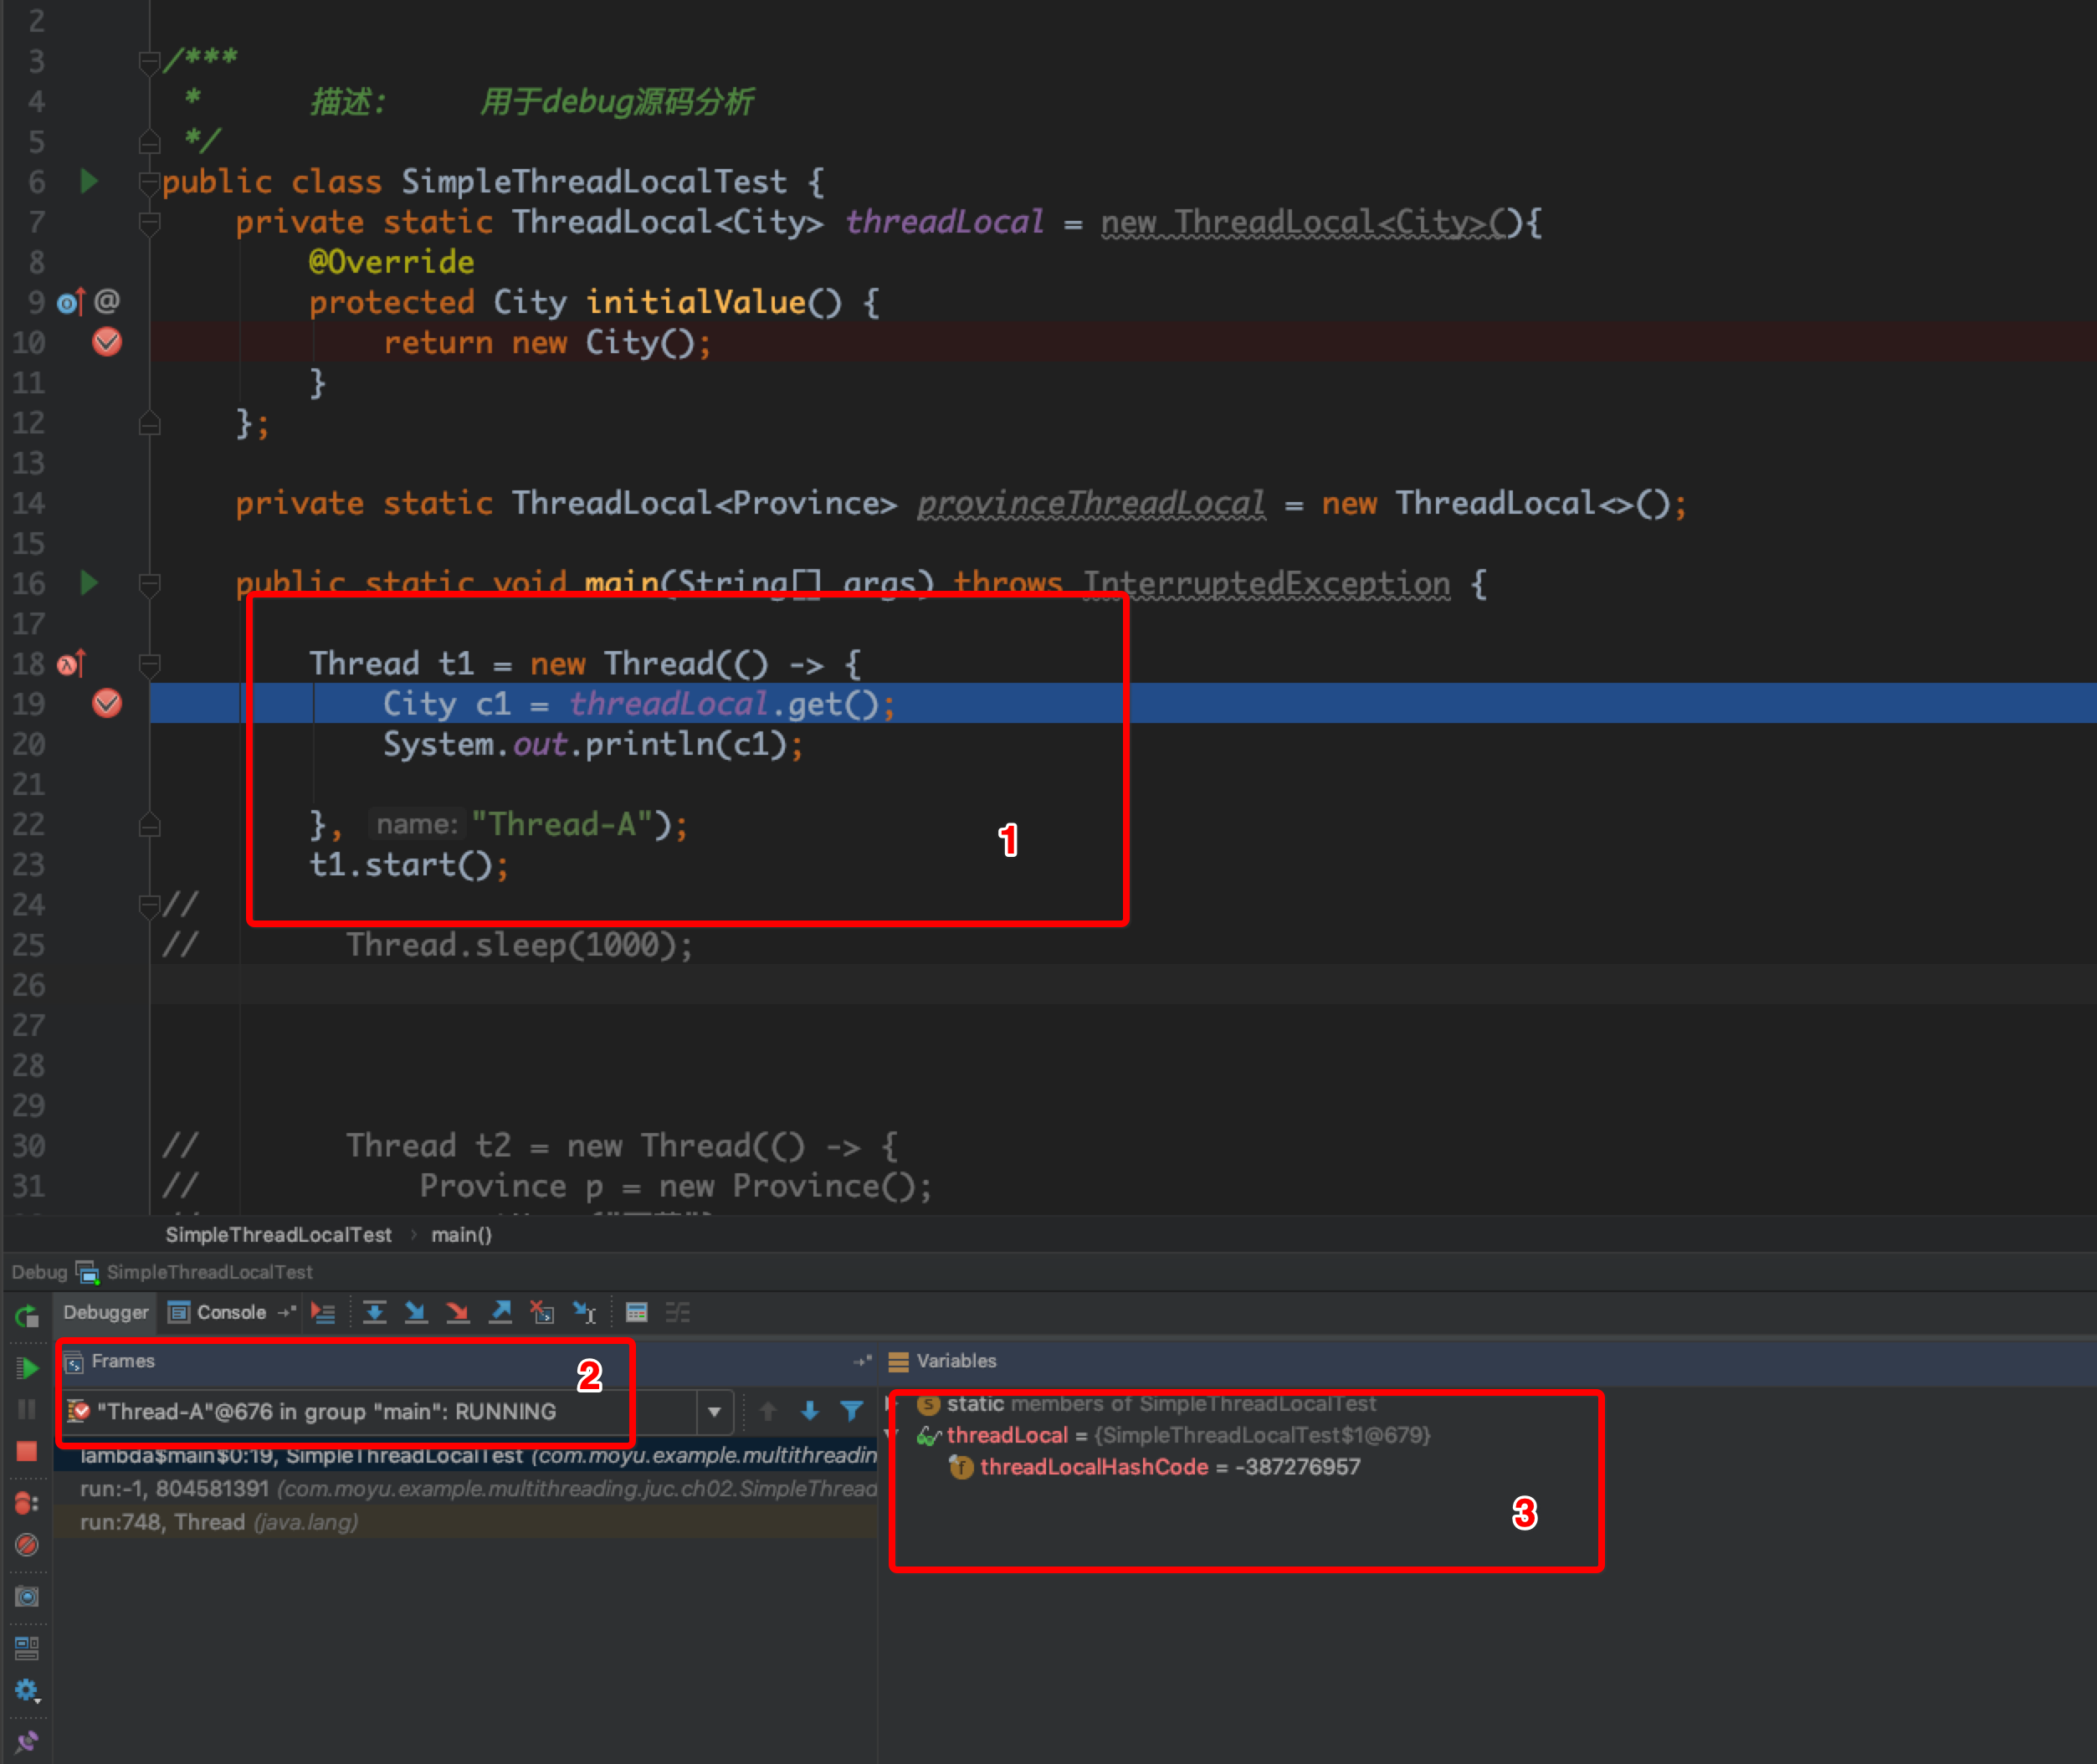 2
3 /***
4 * 描述: 用于debug源码分析
5 */
6 public class SimpleThreadLocalTest {
7 private static ThreadLocal<City> threadLocal = new ThreadLocal<City>(){
8 @Override
9 @ protected City initialValue() {
10 return new City();
11 }
12 };
13
14 private static ThreadLocal<Province> provinceThreadLocal = new ThreadLocal<>();
15
16 public static void main(String[] args) throws InterruptedException {
17
18 Thread t1 = new Thread(() -> {
19 City c1 = threadLocal.get();
20 System.out.println(c1);
21
22 }, name: "Thread-A");
1
23 t1.start();
24 //
25 // Thread.sleep(1000);
26
27
28
29
30 // Thread t2 = new Thread(() -> {
31 // Province p = new Province();
SimpleThreadLocalTest › main()
Debug SimpleThreadLocalTest
Debugger Console
Frames
2
Variables
"Thread-A"@676 in group "main": RUNNING
lambda$main$0:19, SimpleThreadLocalTest (com.moyu.example.multithreadin
run:-1, 804581391 (com.moyu.example.multithreading.juc.ch02.SimpleThread
run:748, Thread (java.lang)
static members of SimpleThreadLocalTest
threadLocal = {SimpleThreadLocalTest$1@679}
threadLocalHashCode = -387276957
3